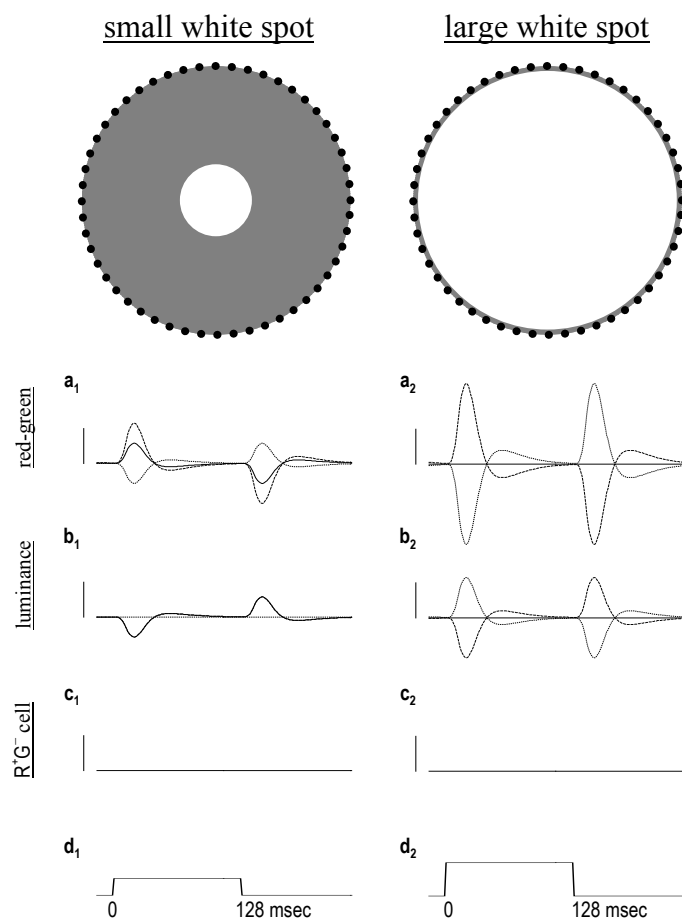 small white spot
large white spot
red-green
a₁
a₂
luminance
b₁
b₂
R⁺G⁻ cell
c₁
c₂
d₁
d₂
0 128 msec
0 128 msec